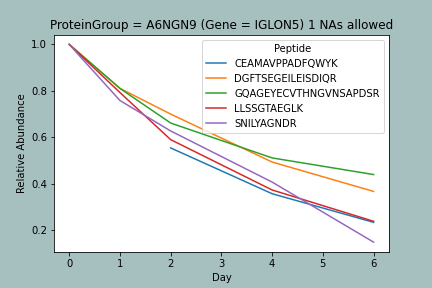 ProteinGroup = A6NGN9 (Gene = IGLON5) 1 NAs allowed
Peptide
CEAMAVPPADFQWYK
DGFTSEGEILEISDIQR
GQAGEYECVTHNGVNSAPDSR
LLSSGTAEGLK
SNILYAGNDR
1.0
0.8
0.6
0.4
0.2
Relative Abundance
0 1 2 3 4 5 6
Day